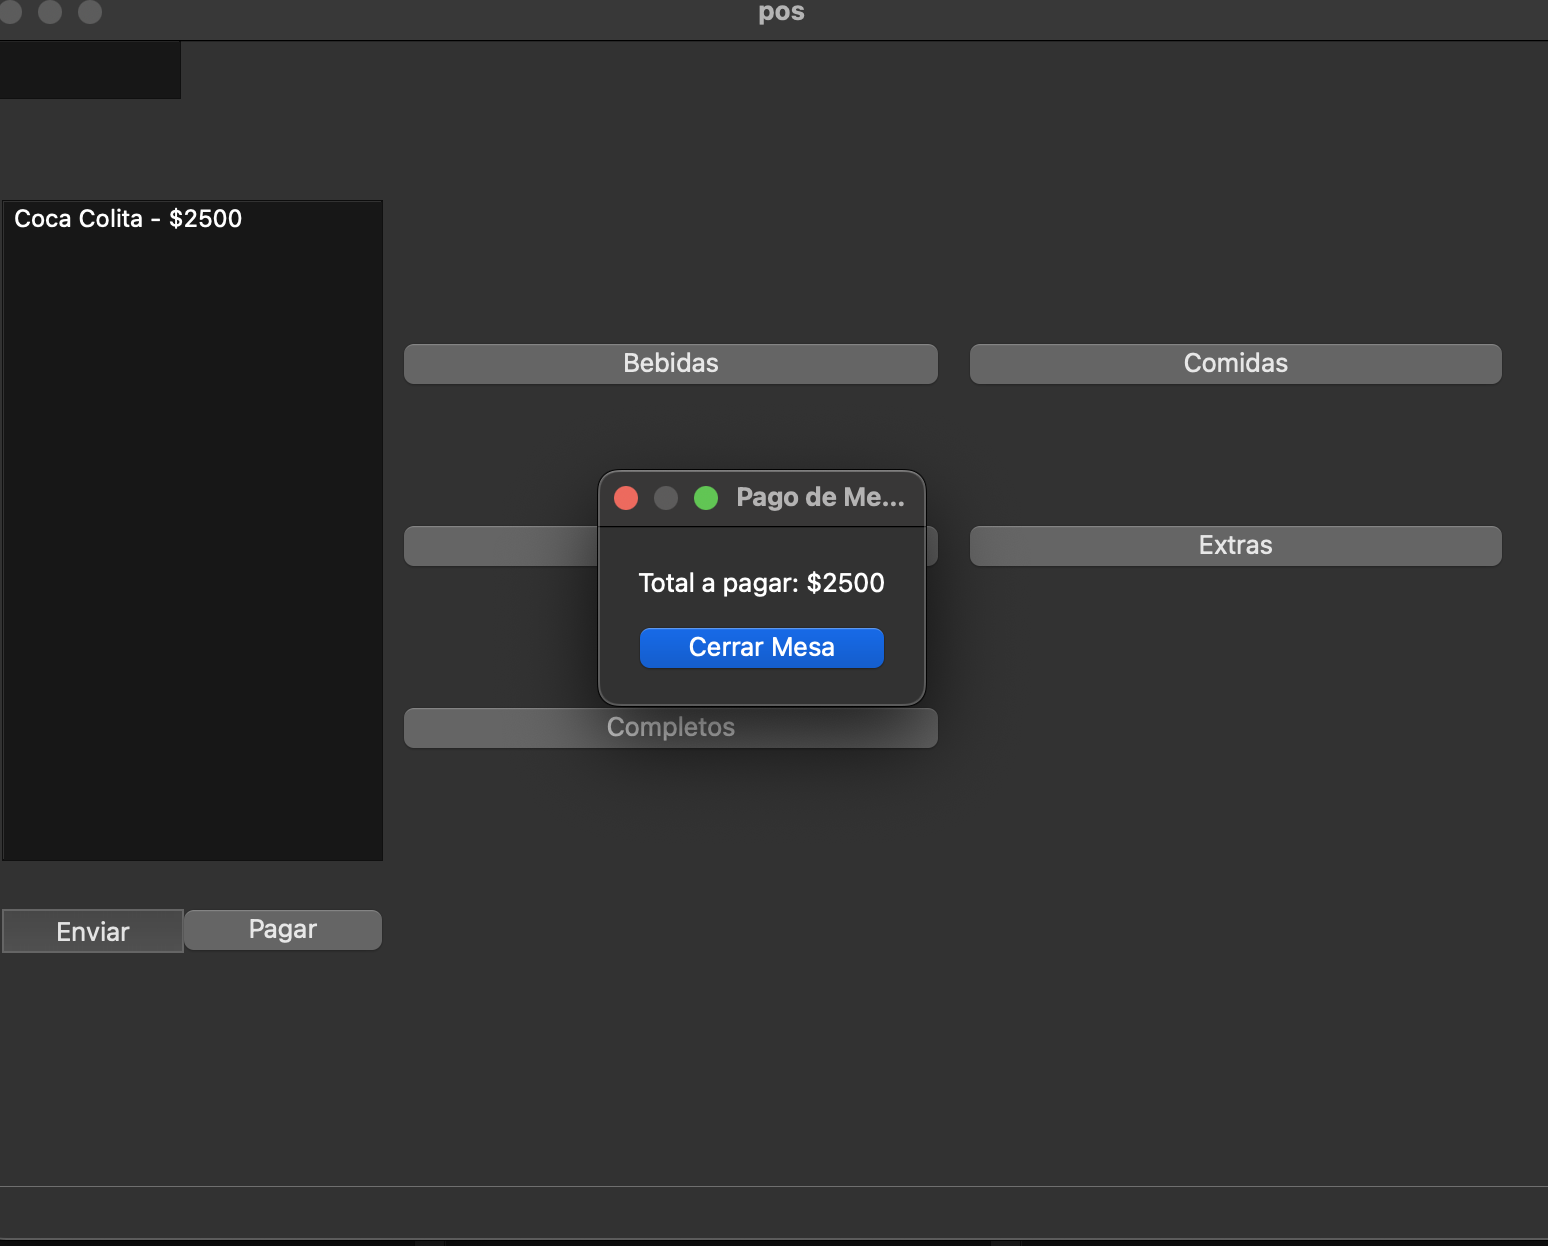 pos
Coca Colita - $2500
Bebidas
Comidas
Pago de Me...
Extras
Total a pagar: $2500
Cerrar Mesa
Completos
Enviar
Pagar